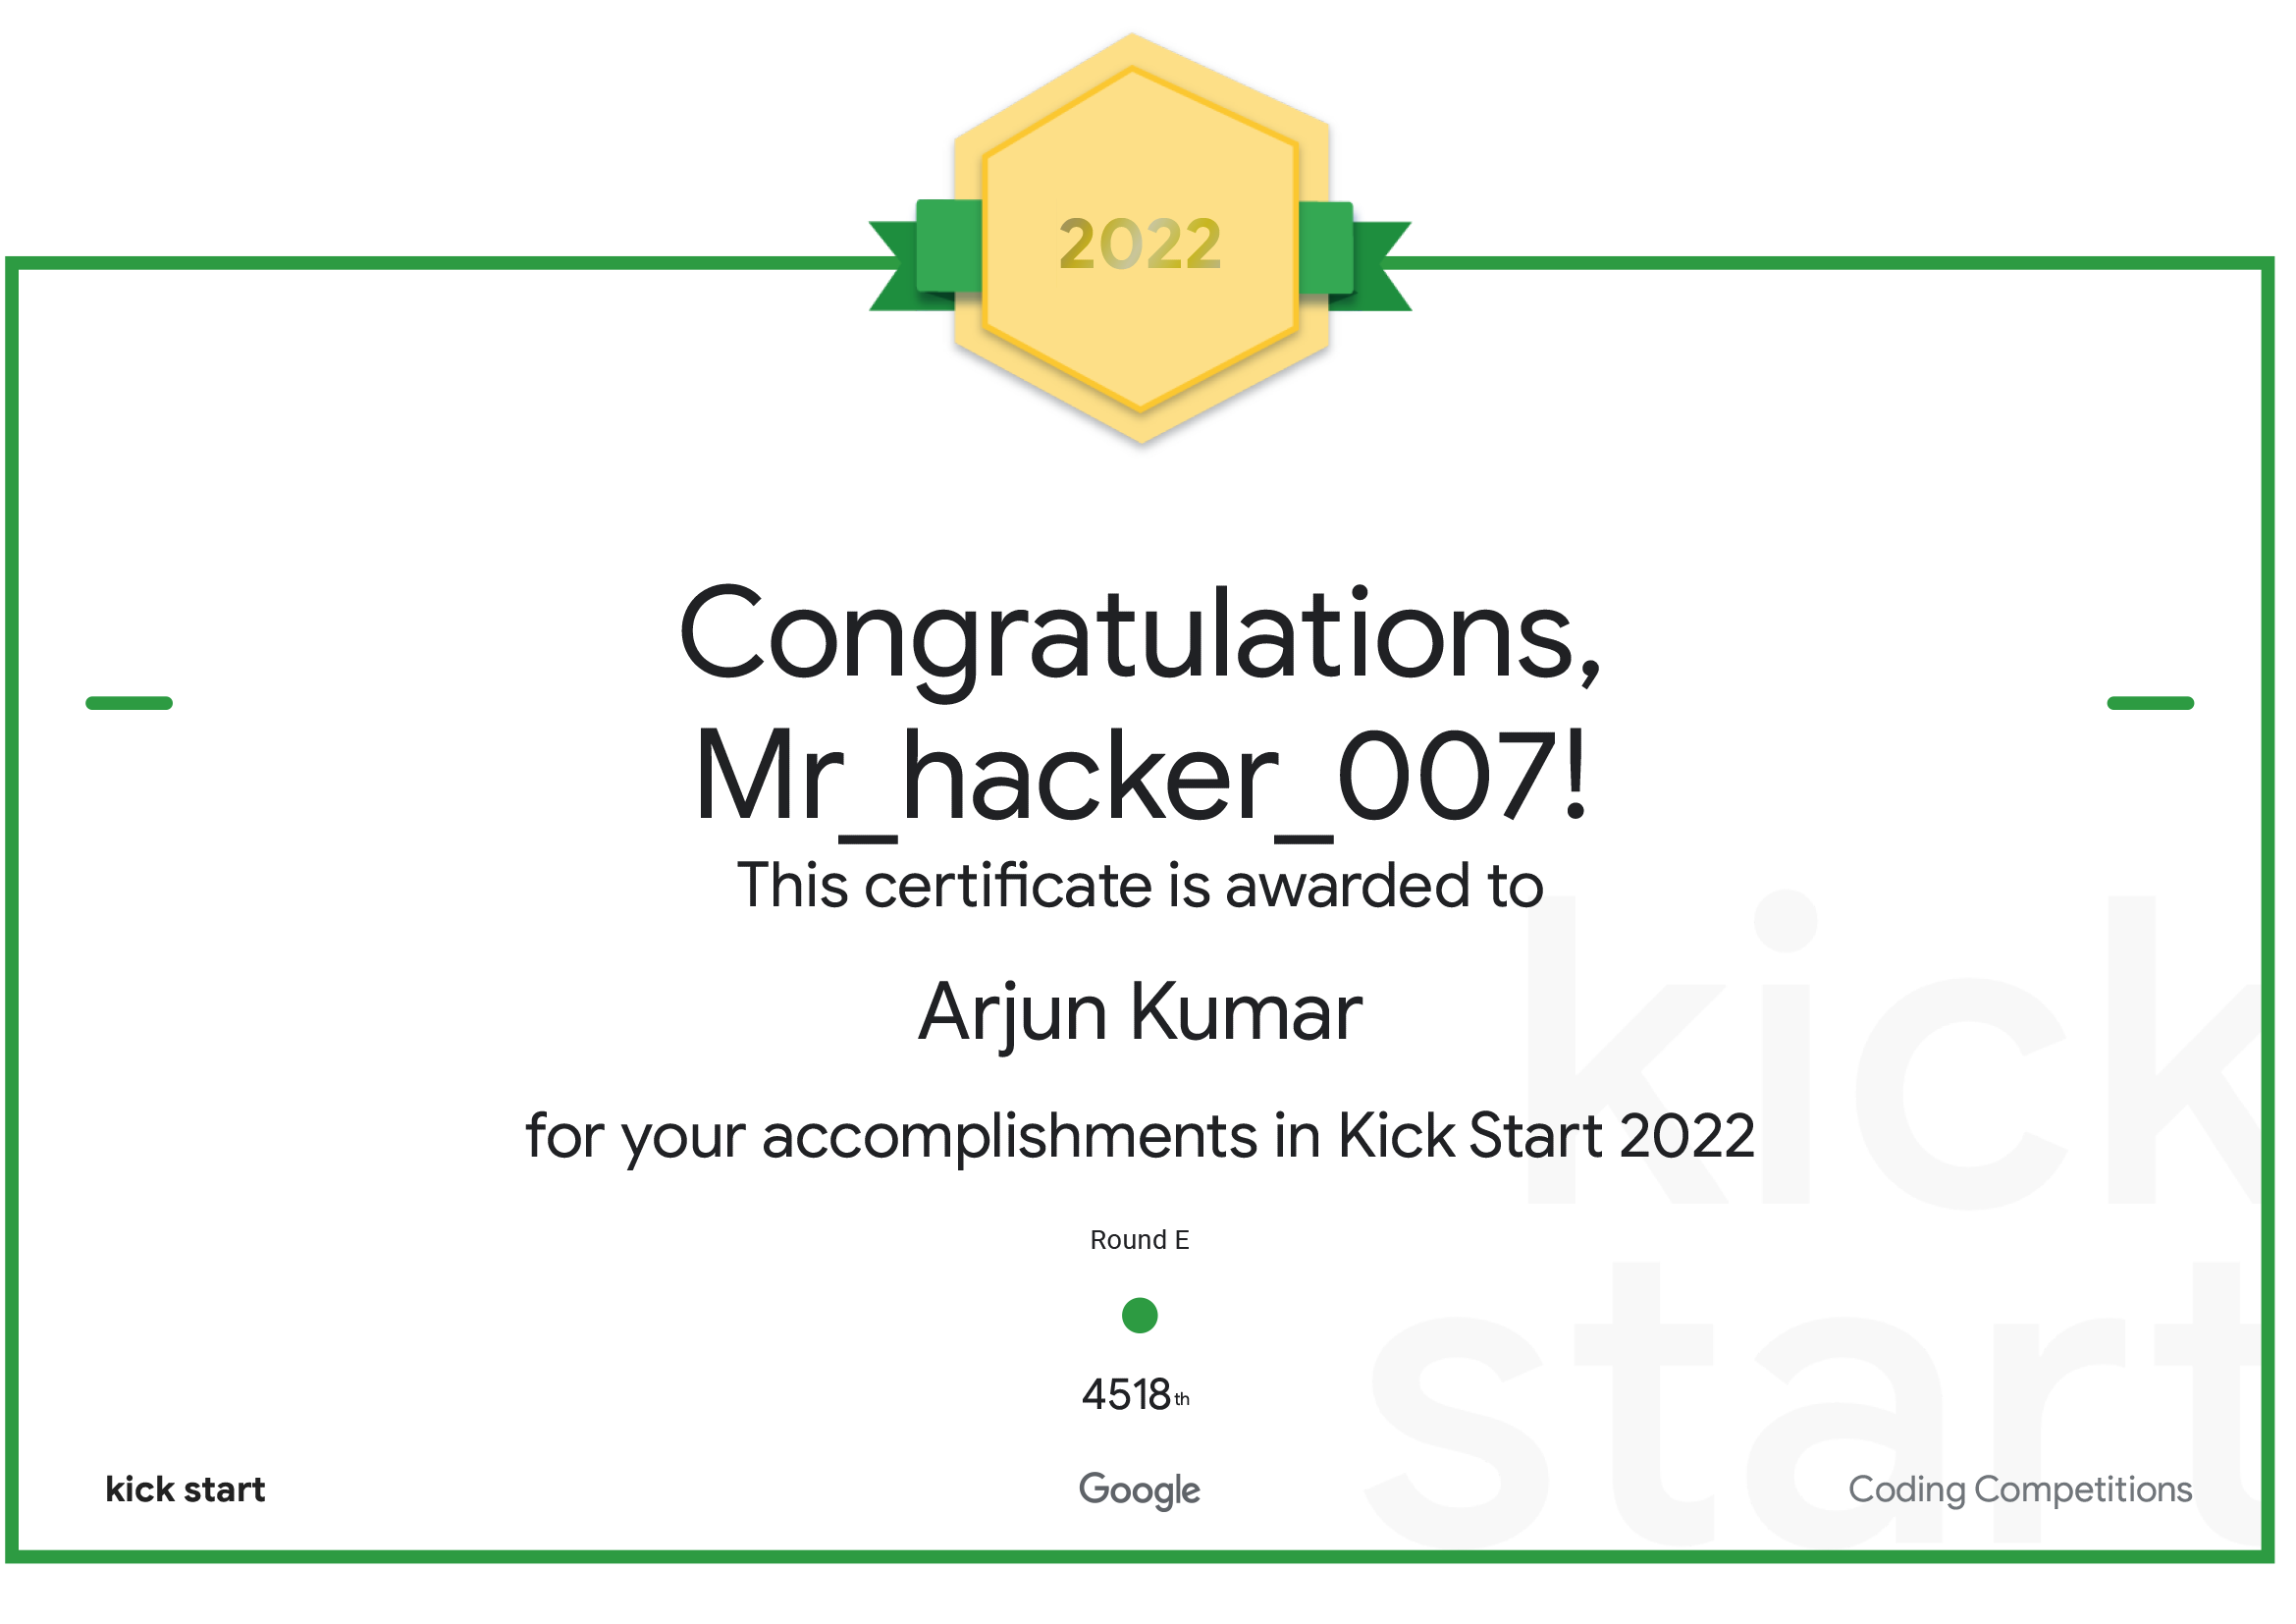 2022
Congratulations,
Mr_hacker_007!
This certificate is awarded to
Arjun Kumar
for your accomplishments in Kick Start 2022
Round E
4518th
kick start
Google
Coding Competitions
kick
start